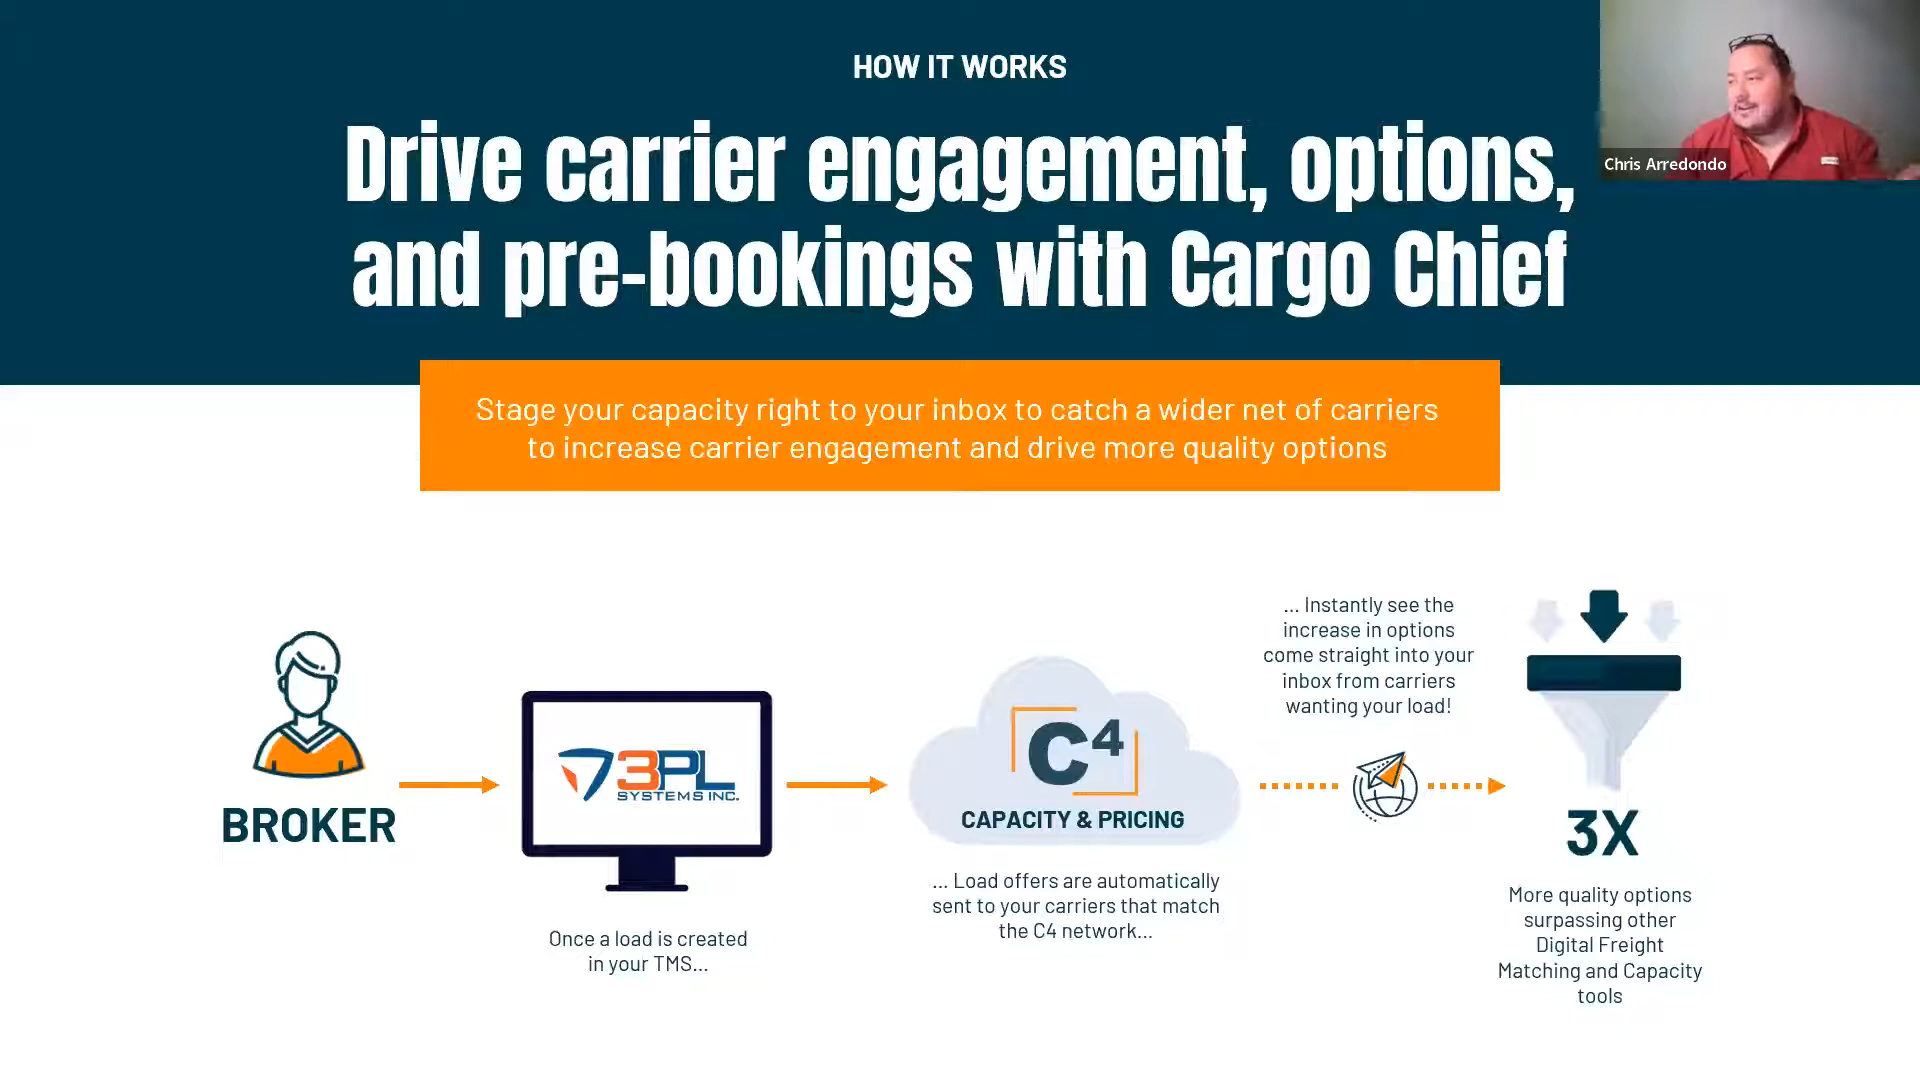 HOW IT WORKS
Drive carrier engagement, options,
and pre-bookings with Cargo Chief
Chris Arredondo
Stage your capacity right to your inbox to catch a wider net of carriers
to increase carrier engagement and drive more quality options
BROKER
3PL
SYSTEMS INC.
Once a load is created
in your TMS...
C4
CAPACITY & PRICING
... Load offers are automatically
sent to your carriers that match
the C4 network...
... Instantly see the
increase in options
come straight into your
inbox from carriers
wanting your load!
3X
More quality options
surpassing other
Digital Freight
Matching and Capacity
tools